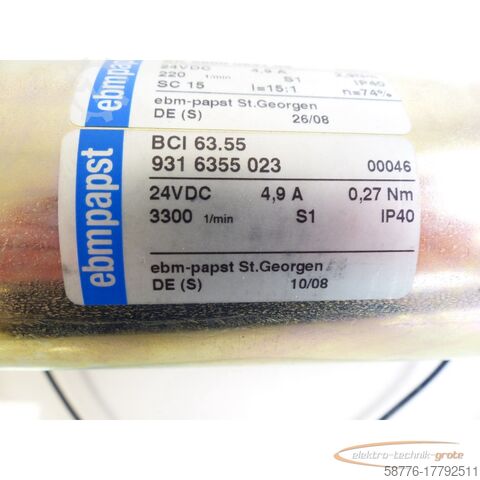 24VDC 4,9 A
220 1/min S1 IP40
SC 15 i=15:1 n=74%
ebm-papst St.Georgen
DE (S) 26/08
ebmpapst
BCI 63.55
931 6355 023 00046
24VDC 4,9 A 0,27 Nm
3300 1/min S1 IP40
ebm-papst St.Georgen
DE (S) 10/08
ebmpapst
elektro-technik-grote
58776-17792511